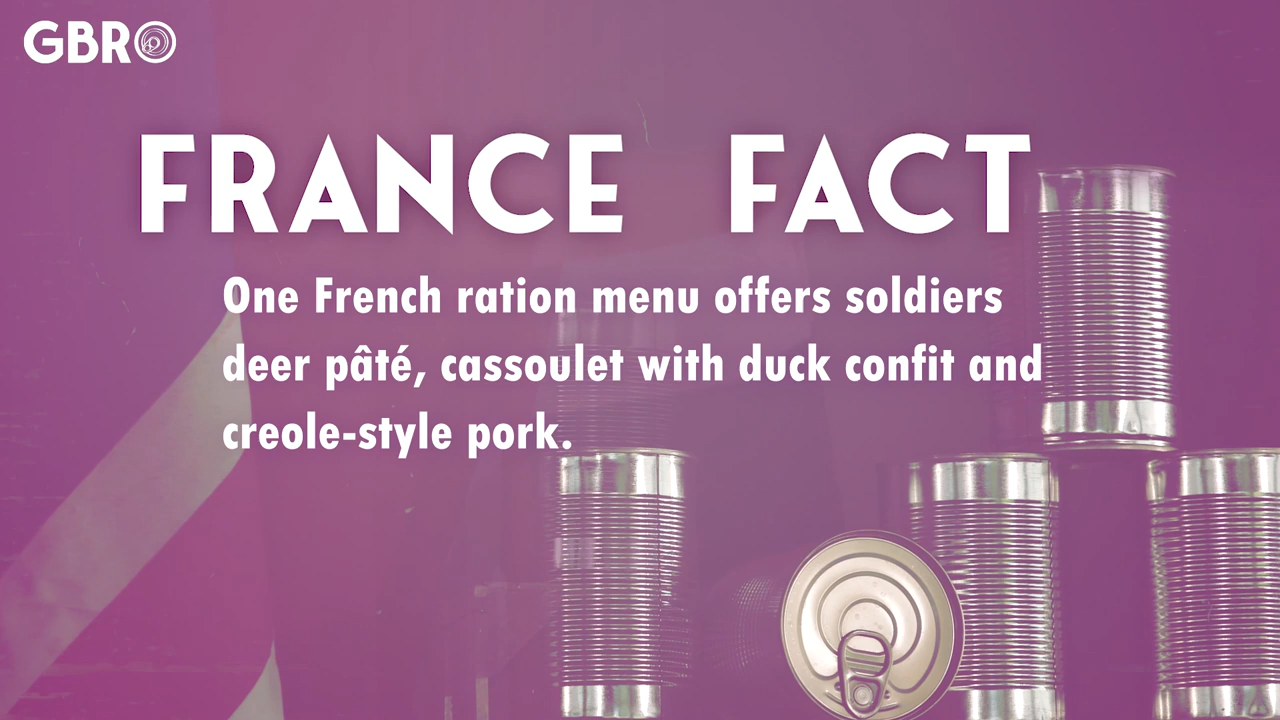 GBRO
FRANCE FACT
One French ration menu offers soldiers
deer pâté, cassoulet with duck confit and
creole-style pork.